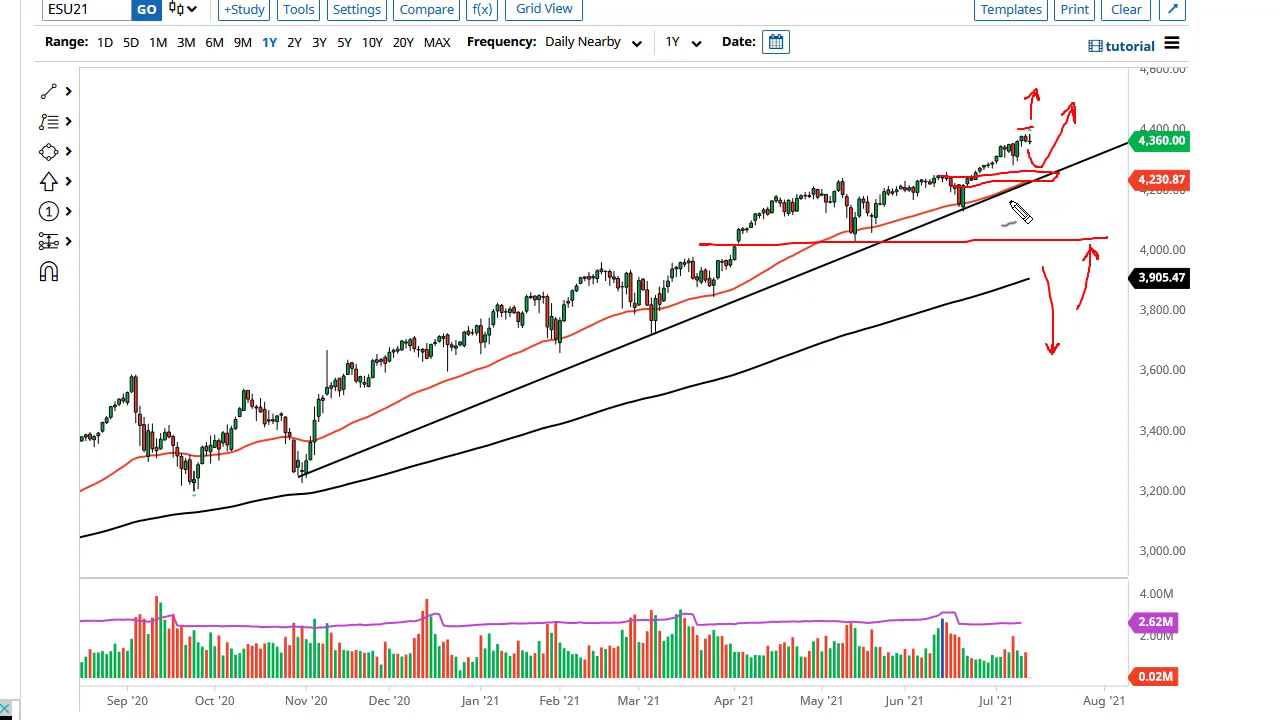 ESU21 GO +Study Tools Settings Compare f(x) Grid View Templates Print Clear
Range: 1D 5D 1M 3M 6M 9M 1Y 2Y 3Y 5Y 10Y 20Y MAX Frequency: Daily Nearby 1Y Date: tutorial
4,600.00
4,400.00
4,360.00
4,200.00
4,230.87
4,000.00
3,905.47
3,800.00
3,600.00
3,400.00
3,200.00
3,000.00
4.00M
2.62M
2.00M
0.02M
1
Sep '20 Oct '20 Nov '20 Dec '20 Jan '21 Feb '21 Mar '21 Apr '21 May '21 Jun '21 Jul '21 Aug '21